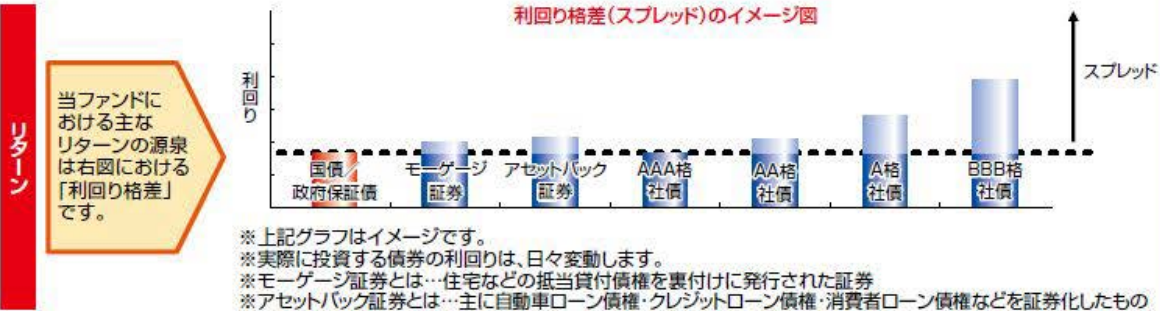 利回り格差(スプレッド)のイメージ図
リターン
当ファンドに
おける主な
リターンの源泉
は右図における
「利回り格差」
です。
利回り
スプレッド
国債/
政府保証債
モーゲージ
証券
アセットバック
証券
AAA格
社債
AA格
社債
A格
社債
BBB格
社債
※上記グラフはイメージです。
※実際に投資する債券の利回りは、日々変動します。
※モーゲージ証券とは…住宅などの抵当貸付債権を裏付けに発行された証券
※アセットバック証券とは…主に自動車ローン債権・クレジットローン債権・消費者ローン債権などを証券化したもの